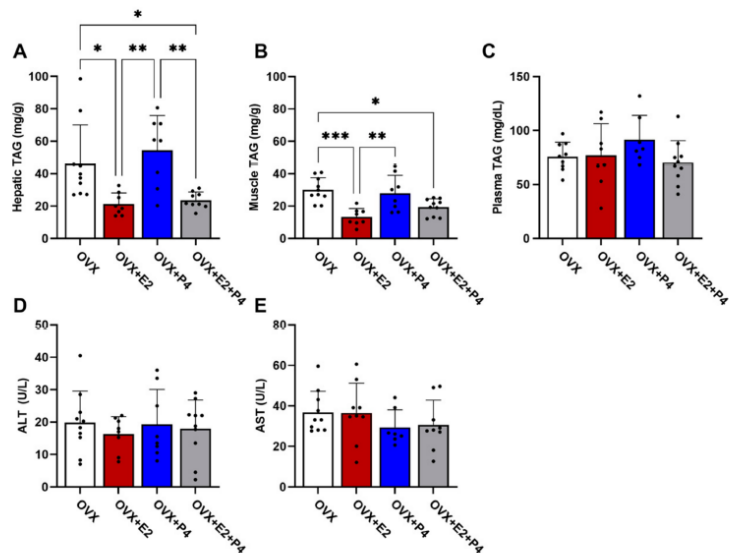 A
Hepatic TAG (mg/g)
100
80
60
40
20
0
*
*
**
**
OVX
OVX+E2
OVX+P4
OVX+E2+P4
B
Muscle TAG (mg/g)
100
80
60
40
20
0
*
***
**
OVX
OVX+E2
OVX+P4
OVX+E2+P4
C
Plasma TAG (mg/dL)
150
100
50
0
OVX
OVX+E2
OVX+P4
OVX+E2+P4
D
ALT (U/L)
50
40
30
20
10
0
OVX
OVX+E2
OVX+P4
OVX+E2+P4
E
AST (U/L)
80
60
40
20
0
OVX
OVX+E2
OVX+P4
OVX+E2+P4